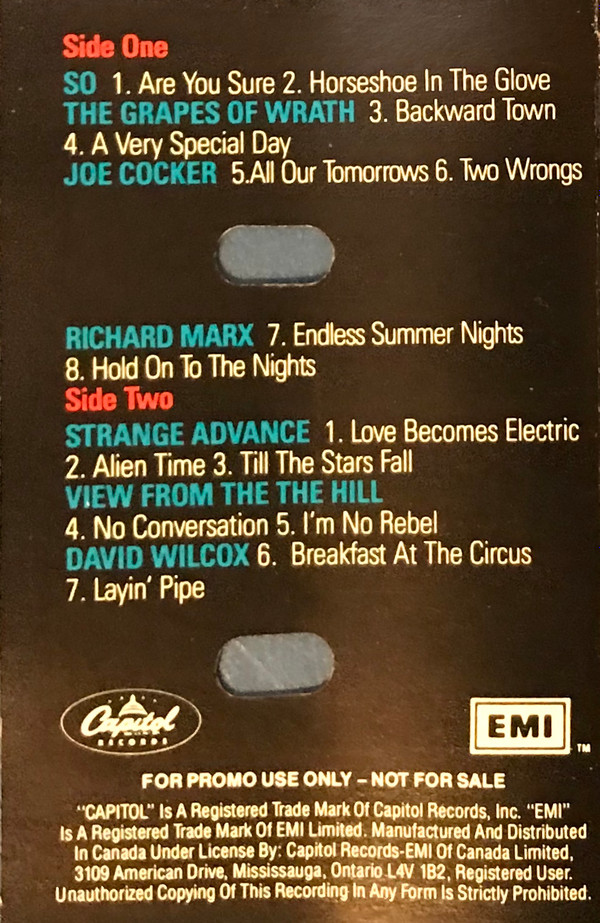 Side One
SO 1. Are You Sure 2. Horseshoe In The Glove
THE GRAPES OF WRATH 3. Backward Town
4. A Very Special Day
JOE COCKER 5.All Our Tomorrows 6. Two Wrongs
RICHARD MARX 7. Endless Summer Nights
8. Hold On To The Nights
Side Two
STRANGE ADVANCE 1. Love Becomes Electric
2. Alien Time 3. Till The Stars Fall
VIEW FROM THE THE HILL
4. No Conversation 5. I'm No Rebel
DAVID WILCOX 6. Breakfast At The Circus
7. Layin' Pipe
Capitol
RECORDS
EMI
TM
FOR PROMO USE ONLY – NOT FOR SALE
"CAPITOL" Is A Registered Trade Mark Of Capitol Records, Inc. "EMI"
Is A Registered Trade Mark Of EMI Limited. Manufactured And Distributed
In Canada Under License By: Capitol Records-EMI Of Canada Limited,
3109 American Drive, Mississauga, Ontario L4V 1B2, Registered User.
Unauthorized Copying Of This Recording In Any Form Is Strictly Prohibited.